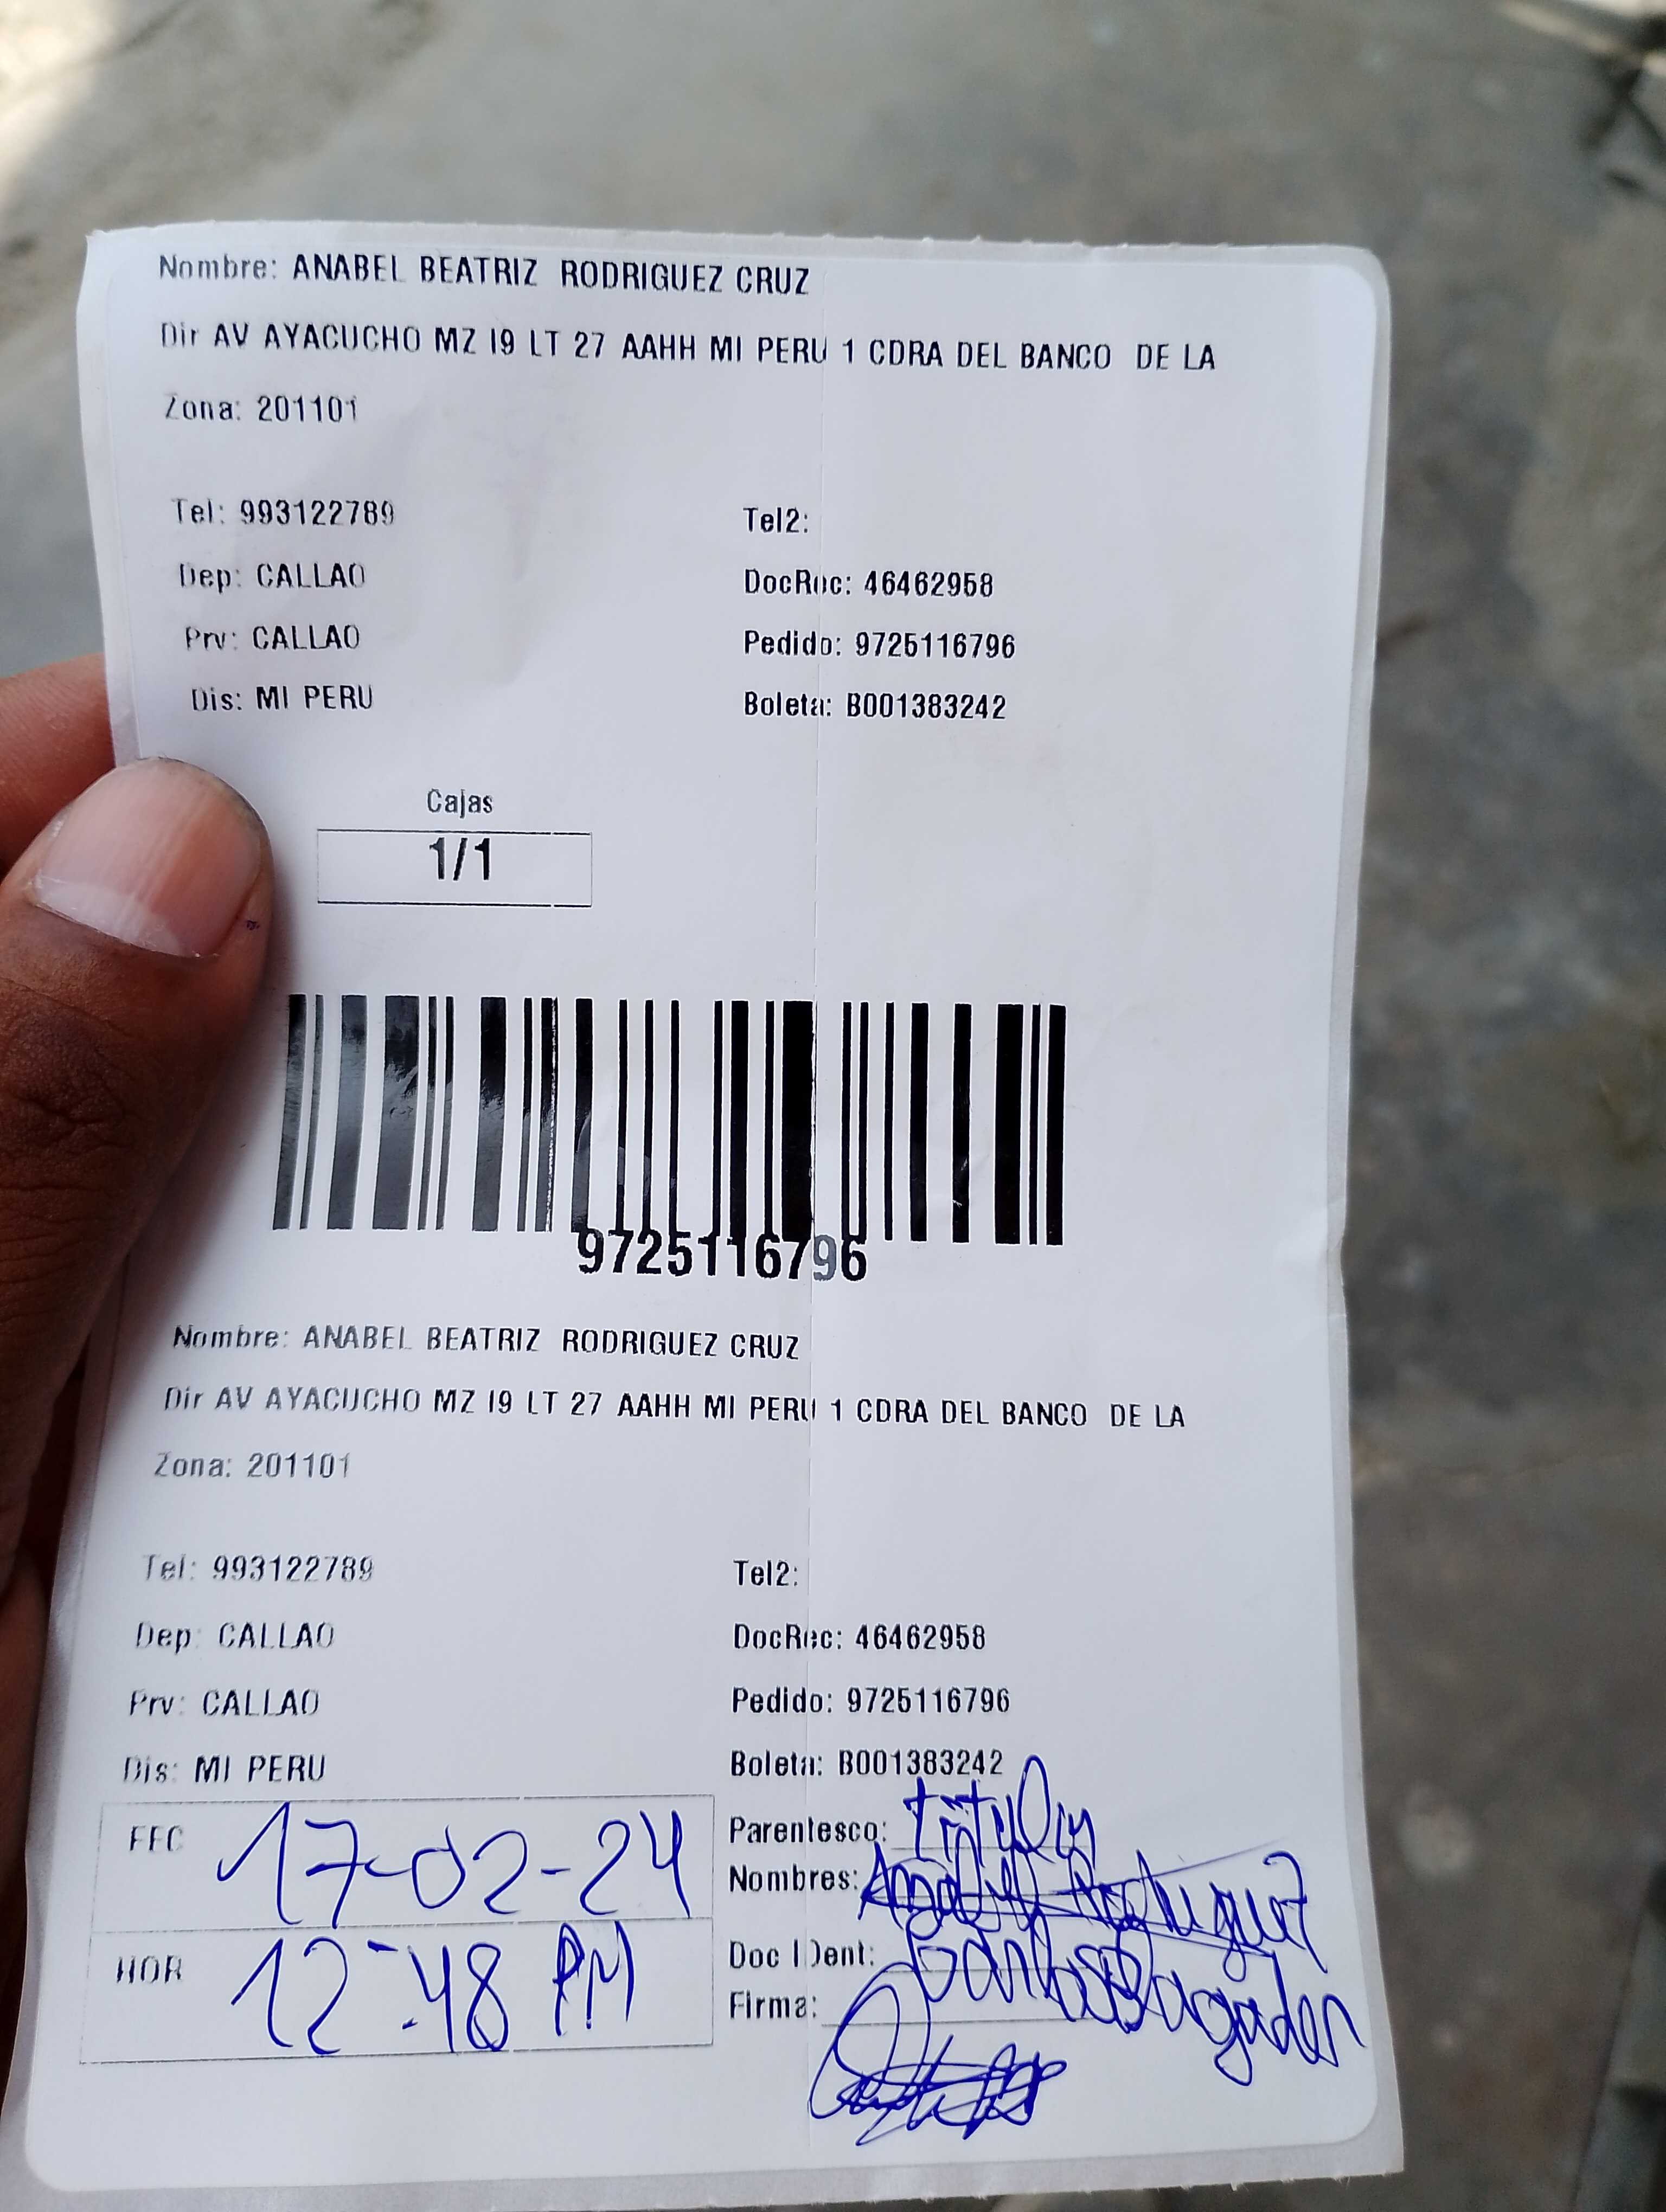 Nombre: ANABEL BEATRIZ RODRIGUEZ CRUZ
Dir AV AYACUCHO MZ I9 LT 27 AAHH MI PERU 1 CDRA DEL BANCO DE LA
Zona: 201101
Tel: 993122789 Tel2:
Dep: CALLAO DocRec: 46462958
Prv: CALLAO Pedido: 9725116796
Dis: MI PERU Boleta: B001383242
Cajas
1/1
9725116796
Nombre: ANABEL BEATRIZ RODRIGUEZ CRUZ
Dir AV AYACUCHO MZ I9 LT 27 AAHH MI PERU 1 CDRA DEL BANCO DE LA
Zona: 201101
Tel: 993122789 Tel2:
Dep: CALLAO DocRec: 46462958
Prv: CALLAO Pedido: 9725116796
Dis: MI PERU Boleta: B001383242
FEC 17-02-24 Parentesco: titular
Nombres: Anabel Rodriguez
HOR 12:48 PM Doc IDent:
Firma: